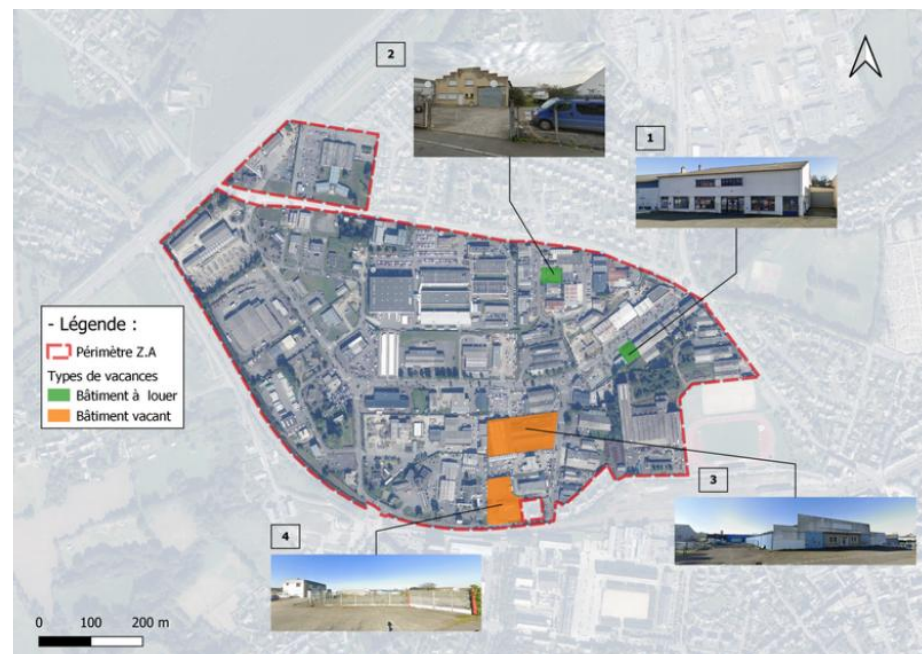 2
1
- Légende :
Périmètre Z.A
Types de vacances
Bâtiment à louer
Bâtiment vacant
3
4
0 100 200 m